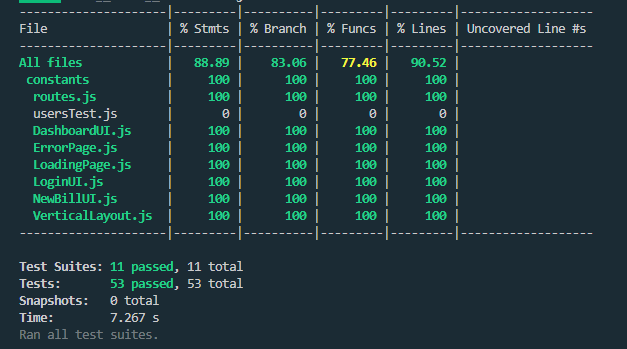 --------------------|---------|----------|---------|---------|-------------------
File                | % Stmts | % Branch | % Funcs | % Lines | Uncovered Line #s
--------------------|---------|----------|---------|---------|-------------------
All files           |   88.89 |    83.06 |   77.46 |   90.52 |
 constants          |     100 |      100 |     100 |     100 |
  routes.js         |     100 |      100 |     100 |     100 |
  usersTest.js      |       0 |        0 |       0 |       0 |
  DashboardUI.js    |     100 |      100 |     100 |     100 |
  ErrorPage.js      |     100 |      100 |     100 |     100 |
  LoadingPage.js    |     100 |      100 |     100 |     100 |
  LoginUI.js        |     100 |      100 |     100 |     100 |
  NewBillUI.js      |     100 |      100 |     100 |     100 |
  VerticalLayout.js |     100 |      100 |     100 |     100 |
--------------------|---------|----------|---------|---------|-------------------
Test Suites: 11 passed, 11 total
Tests:       53 passed, 53 total
Snapshots:   0 total
Time:        7.267 s
Ran all test suites.